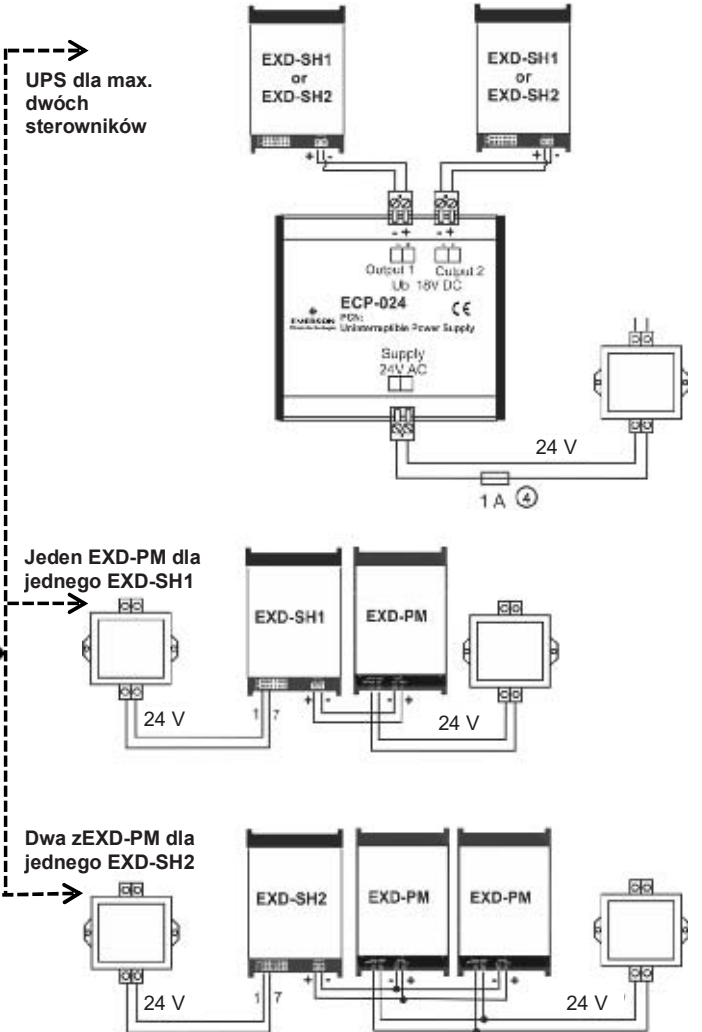 UPS dla max.
dwóch
sterowników
EXD-SH1
or
EXD-SH2
EXD-SH1
or
EXD-SH2
+ -
+ -
- +
- +
Output 1
Output 2
Ub 18V DC
ECP-024
CE
EMERSON
PCN:
Uninterruptible Power Supply
Supply
24V AC
24 V
1 A 4
Jeden EXD-PM dla
jednego EXD-SH1
EXD-SH1
EXD-PM
24 V
1 7
+ -
- +
24 V
Dwa zEXD-PM dla
jednego EXD-SH2
EXD-SH2
EXD-PM
EXD-PM
24 V
1 7
+ -
- +
- +
24 V